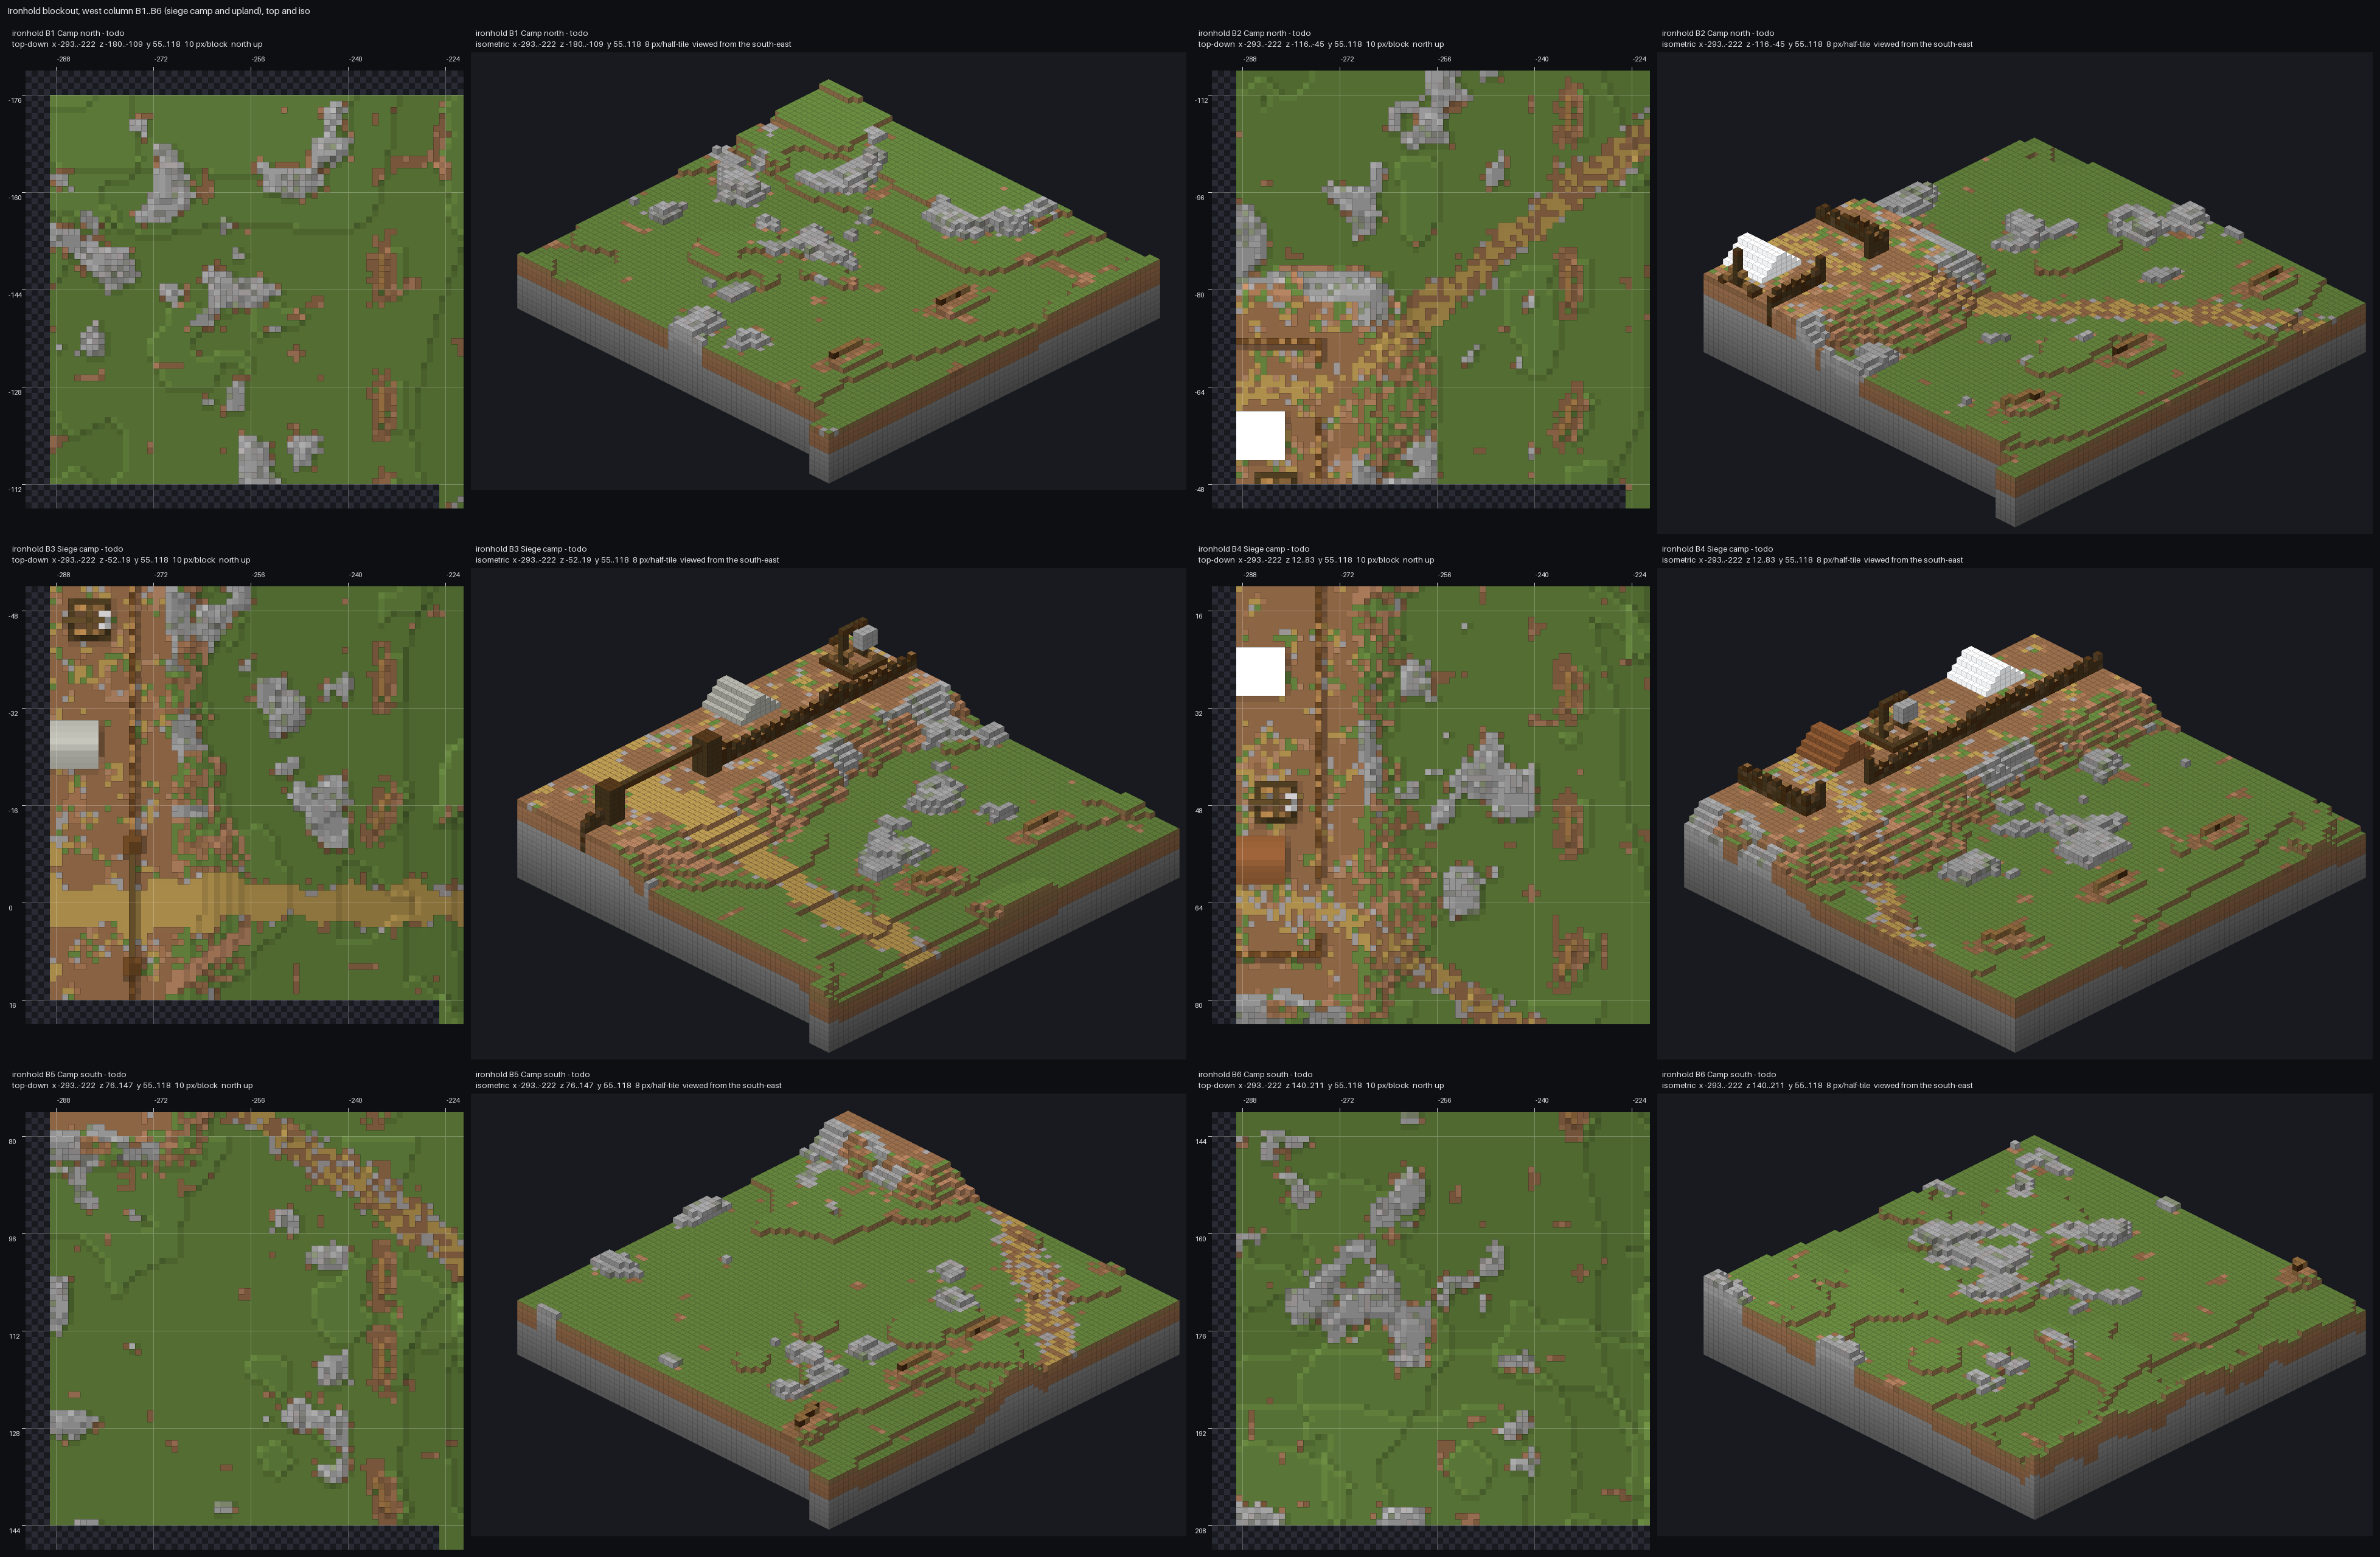 Ironhold blockout, west column B1..B6 (siege camp and upland), top and iso
ironhold B1 Camp north - todo
top-down x -293..-222 z -180..-109 y 55..118 10 px/block north up
-288 -272 -256 -240 -224
-176
-160
-144
-128
-112
ironhold B1 Camp north - todo
isometric x -293..-222 z -180..-109 y 55..118 8 px/half-tile viewed from the south-east
ironhold B2 Camp north - todo
top-down x -293..-222 z -116..-45 y 55..118 10 px/block north up
-288 -272 -256 -240 -224
-112
-96
-80
-64
-48
ironhold B2 Camp north - todo
isometric x -293..-222 z -116..-45 y 55..118 8 px/half-tile viewed from the south-east
ironhold B3 Siege camp - todo
top-down x -293..-222 z -52..19 y 55..118 10 px/block north up
-288 -272 -256 -240 -224
-48
-32
-16
0
16
ironhold B3 Siege camp - todo
isometric x -293..-222 z -52..19 y 55..118 8 px/half-tile viewed from the south-east
ironhold B4 Siege camp - todo
top-down x -293..-222 z 12..83 y 55..118 10 px/block north up
-288 -272 -256 -240 -224
16
32
48
64
80
ironhold B4 Siege camp - todo
isometric x -293..-222 z 12..83 y 55..118 8 px/half-tile viewed from the south-east
ironhold B5 Camp south - todo
top-down x -293..-222 z 76..147 y 55..118 10 px/block north up
-288 -272 -256 -240 -224
80
96
112
128
144
ironhold B5 Camp south - todo
isometric x -293..-222 z 76..147 y 55..118 8 px/half-tile viewed from the south-east
ironhold B6 Camp south - todo
top-down x -293..-222 z 140..211 y 55..118 10 px/block north up
-288 -272 -256 -240 -224
144
160
176
192
208
ironhold B6 Camp south - todo
isometric x -293..-222 z 140..211 y 55..118 8 px/half-tile viewed from the south-east